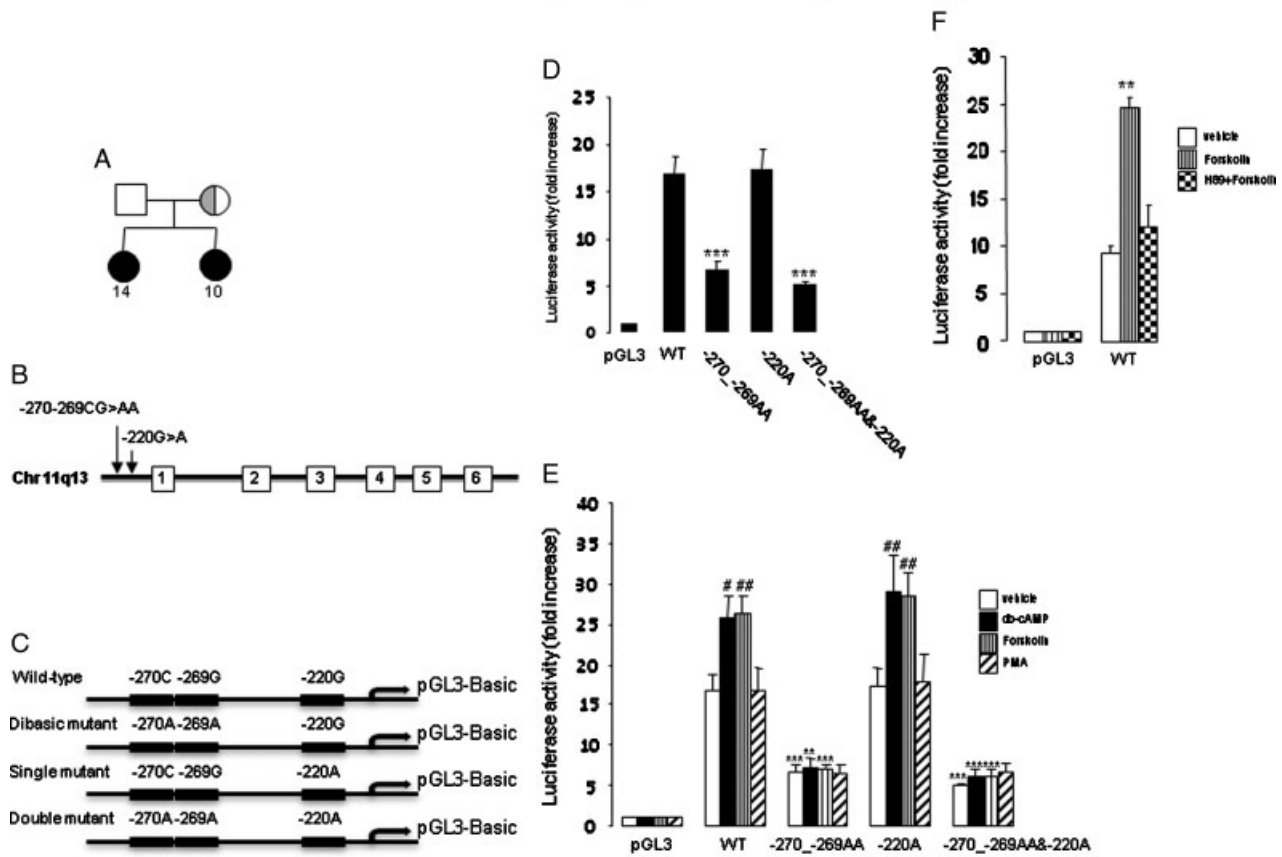 A
14 10
B
-270-269CG>AA
-220G>A
Chr11q13 1 2 3 4 5 6
C
Wild-type -270C -269G -220G pGL3-Basic
Dibasic mutant -270A -269A -220G pGL3-Basic
Single mutant -270C -269G -220A pGL3-Basic
Double mutant -270A -269A -220A pGL3-Basic
D
Luciferase activity (fold increase)
25
20
15
10
5
0
***
***
pGL3 WT -270_-269AA -220A -270_-269AA&-220A
E
Luciferase activity (fold increase)
40
35
30
25
20
15
10
5
0
# ##
*** ** ***
## ##
*** *** ***
vehicle
db-cAMP
Forskolin
PMA
pGL3 WT -270_-269AA -220A -270_-269AA&-220A
F
Luciferase activity (fold increase)
30
25
20
15
10
5
0
**
vehicle
Forskolin
H89+Forskolin
pGL3 WT